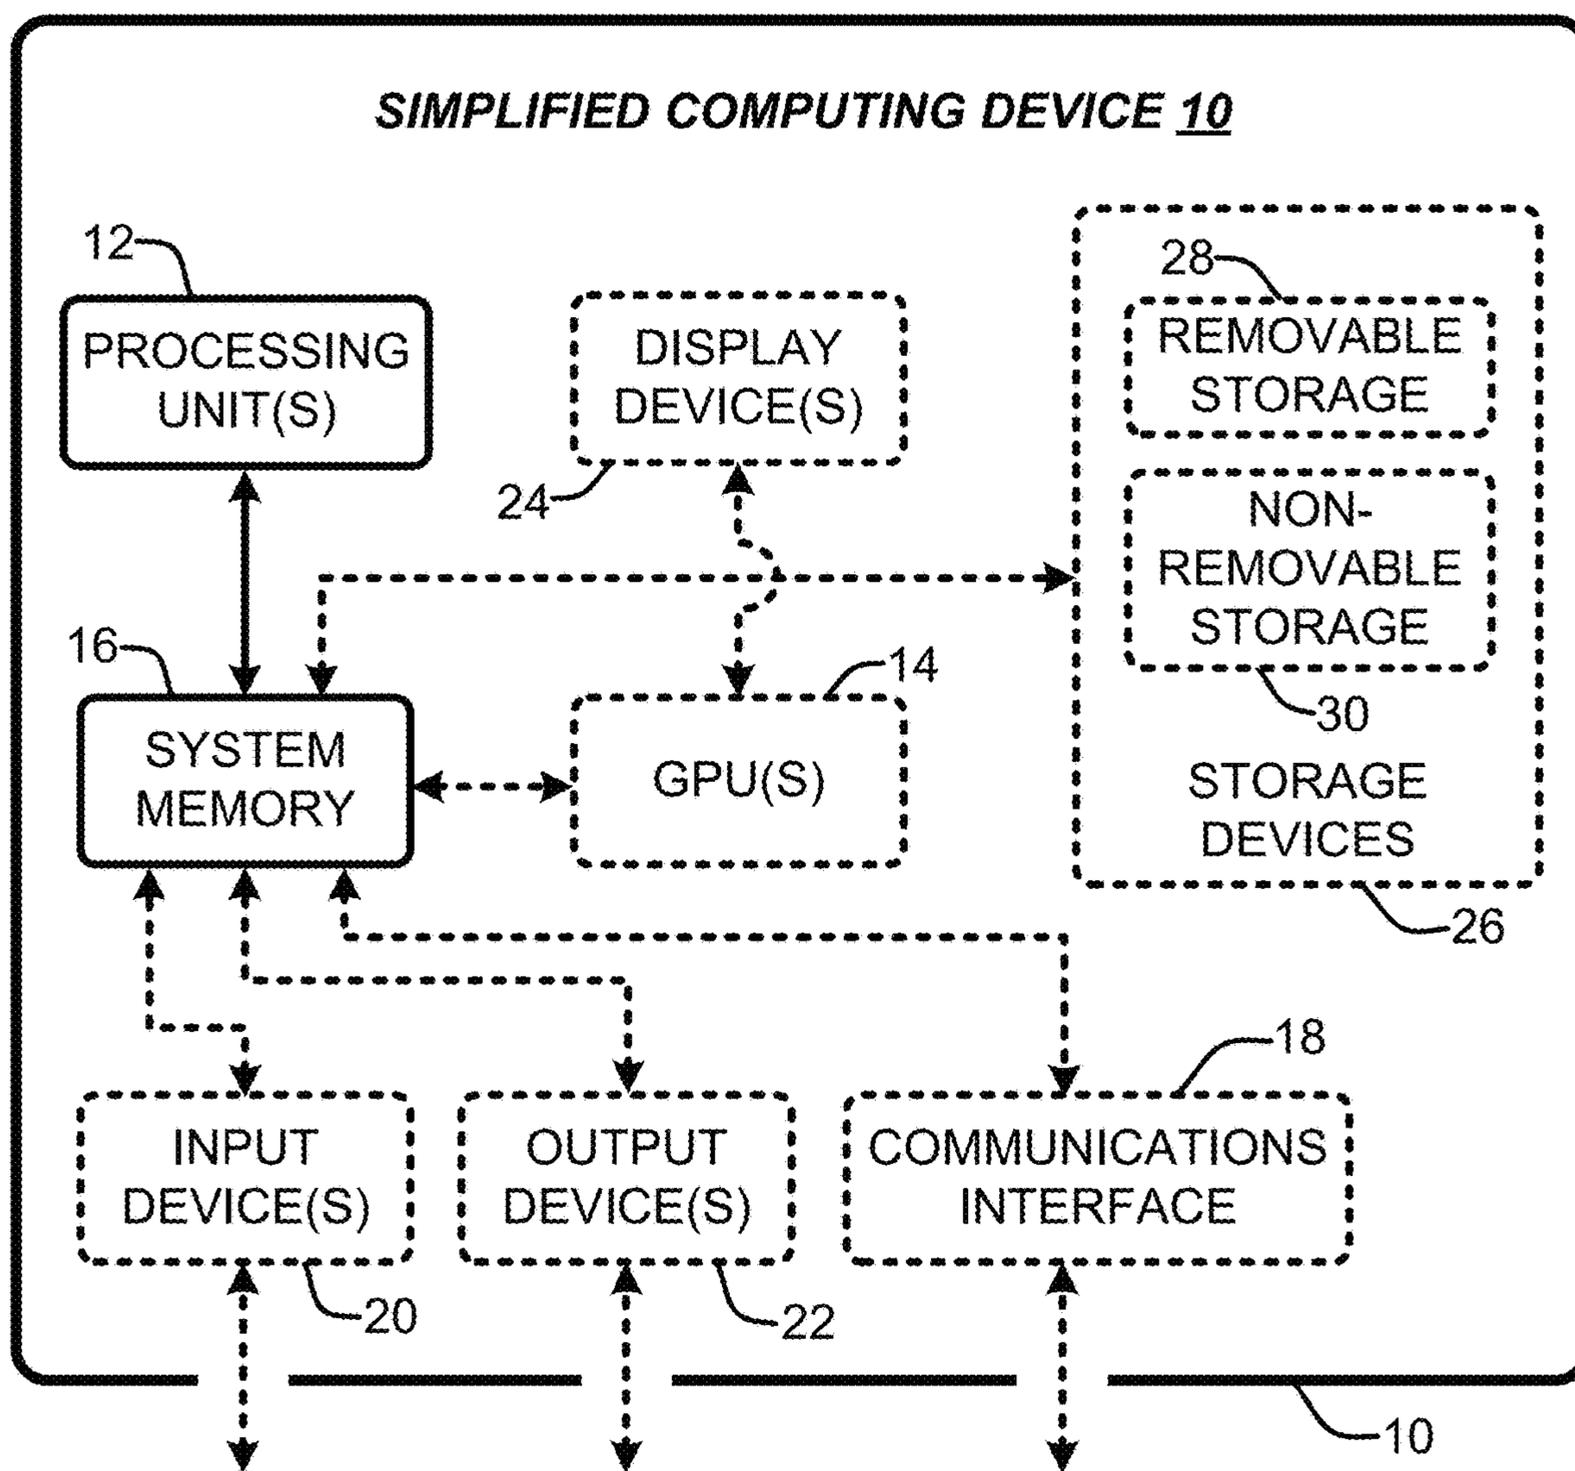 SIMPLIFIED COMPUTING DEVICE 10
12
PROCESSING
UNIT(S)
DISPLAY
DEVICE(S)
24
28
REMOVABLE
STORAGE
NON-
REMOVABLE
STORAGE
30
STORAGE
DEVICES
26
16
SYSTEM
MEMORY
14
GPU(S)
18
INPUT
DEVICE(S)
20
OUTPUT
DEVICE(S)
22
COMMUNICATIONS
INTERFACE
10